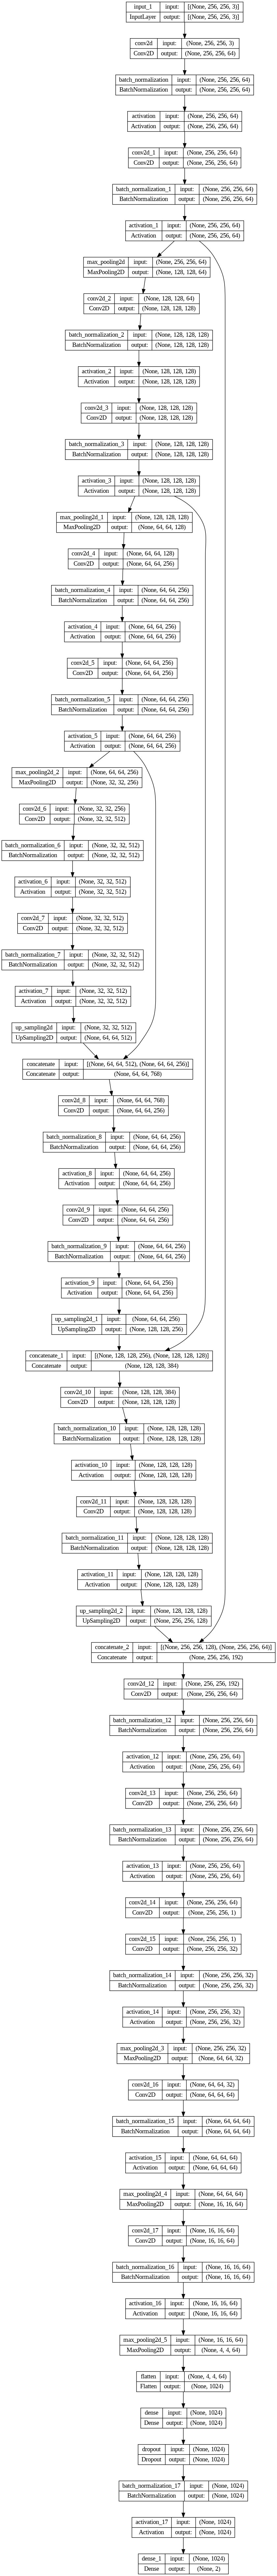 input_1 input: [(None, 256, 256, 3)]
InputLayer output: [(None, 256, 256, 3)]
conv2d input: (None, 256, 256, 3)
Conv2D output: (None, 256, 256, 64)
batch_normalization input: (None, 256, 256, 64)
BatchNormalization output: (None, 256, 256, 64)
activation input: (None, 256, 256, 64)
Activation output: (None, 256, 256, 64)
conv2d_1 input: (None, 256, 256, 64)
Conv2D output: (None, 256, 256, 64)
batch_normalization_1 input: (None, 256, 256, 64)
BatchNormalization output: (None, 256, 256, 64)
activation_1 input: (None, 256, 256, 64)
Activation output: (None, 256, 256, 64)
max_pooling2d input: (None, 256, 256, 64)
MaxPooling2D output: (None, 128, 128, 64)
conv2d_2 input: (None, 128, 128, 64)
Conv2D output: (None, 128, 128, 128)
batch_normalization_2 input: (None, 128, 128, 128)
BatchNormalization output: (None, 128, 128, 128)
activation_2 input: (None, 128, 128, 128)
Activation output: (None, 128, 128, 128)
conv2d_3 input: (None, 128, 128, 128)
Conv2D output: (None, 128, 128, 128)
batch_normalization_3 input: (None, 128, 128, 128)
BatchNormalization output: (None, 128, 128, 128)
activation_3 input: (None, 128, 128, 128)
Activation output: (None, 128, 128, 128)
max_pooling2d_1 input: (None, 128, 128, 128)
MaxPooling2D output: (None, 64, 64, 128)
conv2d_4 input: (None, 64, 64, 128)
Conv2D output: (None, 64, 64, 256)
batch_normalization_4 input: (None, 64, 64, 256)
BatchNormalization output: (None, 64, 64, 256)
activation_4 input: (None, 64, 64, 256)
Activation output: (None, 64, 64, 256)
conv2d_5 input: (None, 64, 64, 256)
Conv2D output: (None, 64, 64, 256)
batch_normalization_5 input: (None, 64, 64, 256)
BatchNormalization output: (None, 64, 64, 256)
activation_5 input: (None, 64, 64, 256)
Activation output: (None, 64, 64, 256)
max_pooling2d_2 input: (None, 64, 64, 256)
MaxPooling2D output: (None, 32, 32, 256)
conv2d_6 input: (None, 32, 32, 256)
Conv2D output: (None, 32, 32, 512)
batch_normalization_6 input: (None, 32, 32, 512)
BatchNormalization output: (None, 32, 32, 512)
activation_6 input: (None, 32, 32, 512)
Activation output: (None, 32, 32, 512)
conv2d_7 input: (None, 32, 32, 512)
Conv2D output: (None, 32, 32, 512)
batch_normalization_7 input: (None, 32, 32, 512)
BatchNormalization output: (None, 32, 32, 512)
activation_7 input: (None, 32, 32, 512)
Activation output: (None, 32, 32, 512)
up_sampling2d input: (None, 32, 32, 512)
UpSampling2D output: (None, 64, 64, 512)
concatenate input: [(None, 64, 64, 512), (None, 64, 64, 256)]
Concatenate output: (None, 64, 64, 768)
conv2d_8 input: (None, 64, 64, 768)
Conv2D output: (None, 64, 64, 256)
batch_normalization_8 input: (None, 64, 64, 256)
BatchNormalization output: (None, 64, 64, 256)
activation_8 input: (None, 64, 64, 256)
Activation output: (None, 64, 64, 256)
conv2d_9 input: (None, 64, 64, 256)
Conv2D output: (None, 64, 64, 256)
batch_normalization_9 input: (None, 64, 64, 256)
BatchNormalization output: (None, 64, 64, 256)
activation_9 input: (None, 64, 64, 256)
Activation output: (None, 64, 64, 256)
up_sampling2d_1 input: (None, 64, 64, 256)
UpSampling2D output: (None, 128, 128, 256)
concatenate_1 input: [(None, 128, 128, 256), (None, 128, 128, 128)]
Concatenate output: (None, 128, 128, 384)
conv2d_10 input: (None, 128, 128, 384)
Conv2D output: (None, 128, 128, 128)
batch_normalization_10 input: (None, 128, 128, 128)
BatchNormalization output: (None, 128, 128, 128)
activation_10 input: (None, 128, 128, 128)
Activation output: (None, 128, 128, 128)
conv2d_11 input: (None, 128, 128, 128)
Conv2D output: (None, 128, 128, 128)
batch_normalization_11 input: (None, 128, 128, 128)
BatchNormalization output: (None, 128, 128, 128)
activation_11 input: (None, 128, 128, 128)
Activation output: (None, 128, 128, 128)
up_sampling2d_2 input: (None, 128, 128, 128)
UpSampling2D output: (None, 256, 256, 128)
concatenate_2 input: [(None, 256, 256, 128), (None, 256, 256, 64)]
Concatenate output: (None, 256, 256, 192)
conv2d_12 input: (None, 256, 256, 192)
Conv2D output: (None, 256, 256, 64)
batch_normalization_12 input: (None, 256, 256, 64)
BatchNormalization output: (None, 256, 256, 64)
activation_12 input: (None, 256, 256, 64)
Activation output: (None, 256, 256, 64)
conv2d_13 input: (None, 256, 256, 64)
Conv2D output: (None, 256, 256, 64)
batch_normalization_13 input: (None, 256, 256, 64)
BatchNormalization output: (None, 256, 256, 64)
activation_13 input: (None, 256, 256, 64)
Activation output: (None, 256, 256, 64)
conv2d_14 input: (None, 256, 256, 64)
Conv2D output: (None, 256, 256, 1)
conv2d_15 input: (None, 256, 256, 1)
Conv2D output: (None, 256, 256, 32)
batch_normalization_14 input: (None, 256, 256, 32)
BatchNormalization output: (None, 256, 256, 32)
activation_14 input: (None, 256, 256, 32)
Activation output: (None, 256, 256, 32)
max_pooling2d_3 input: (None, 256, 256, 32)
MaxPooling2D output: (None, 64, 64, 32)
conv2d_16 input: (None, 64, 64, 32)
Conv2D output: (None, 64, 64, 64)
batch_normalization_15 input: (None, 64, 64, 64)
BatchNormalization output: (None, 64, 64, 64)
activation_15 input: (None, 64, 64, 64)
Activation output: (None, 64, 64, 64)
max_pooling2d_4 input: (None, 64, 64, 64)
MaxPooling2D output: (None, 16, 16, 64)
conv2d_17 input: (None, 16, 16, 64)
Conv2D output: (None, 16, 16, 64)
batch_normalization_16 input: (None, 16, 16, 64)
BatchNormalization output: (None, 16, 16, 64)
activation_16 input: (None, 16, 16, 64)
Activation output: (None, 16, 16, 64)
max_pooling2d_5 input: (None, 16, 16, 64)
MaxPooling2D output: (None, 4, 4, 64)
flatten input: (None, 4, 4, 64)
Flatten output: (None, 1024)
dense input: (None, 1024)
Dense output: (None, 1024)
dropout input: (None, 1024)
Dropout output: (None, 1024)
batch_normalization_17 input: (None, 1024)
BatchNormalization output: (None, 1024)
activation_17 input: (None, 1024)
Activation output: (None, 1024)
dense_1 input: (None, 1024)
Dense output: (None, 2)